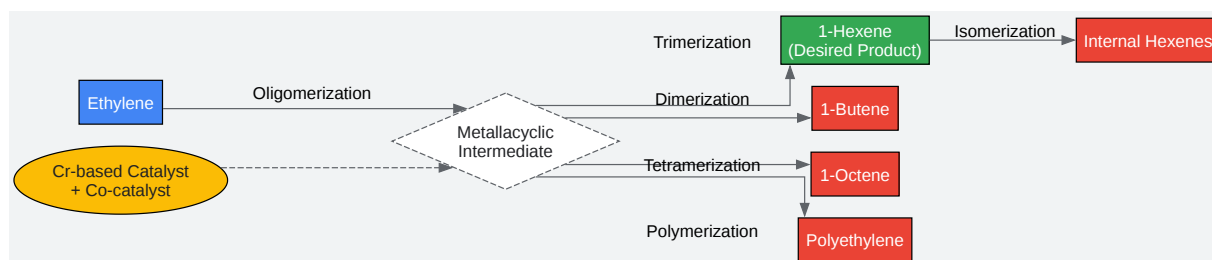 Trimerization
1-Hexene
(Desired Product)
Isomerization
Internal Hexenes
Ethylene
Oligomerization
Dimerization
1-Butene
Metallacyclic
Intermediate
Cr-based Catalyst
+ Co-catalyst
Tetramerization
1-Octene
Polymerization
Polyethylene